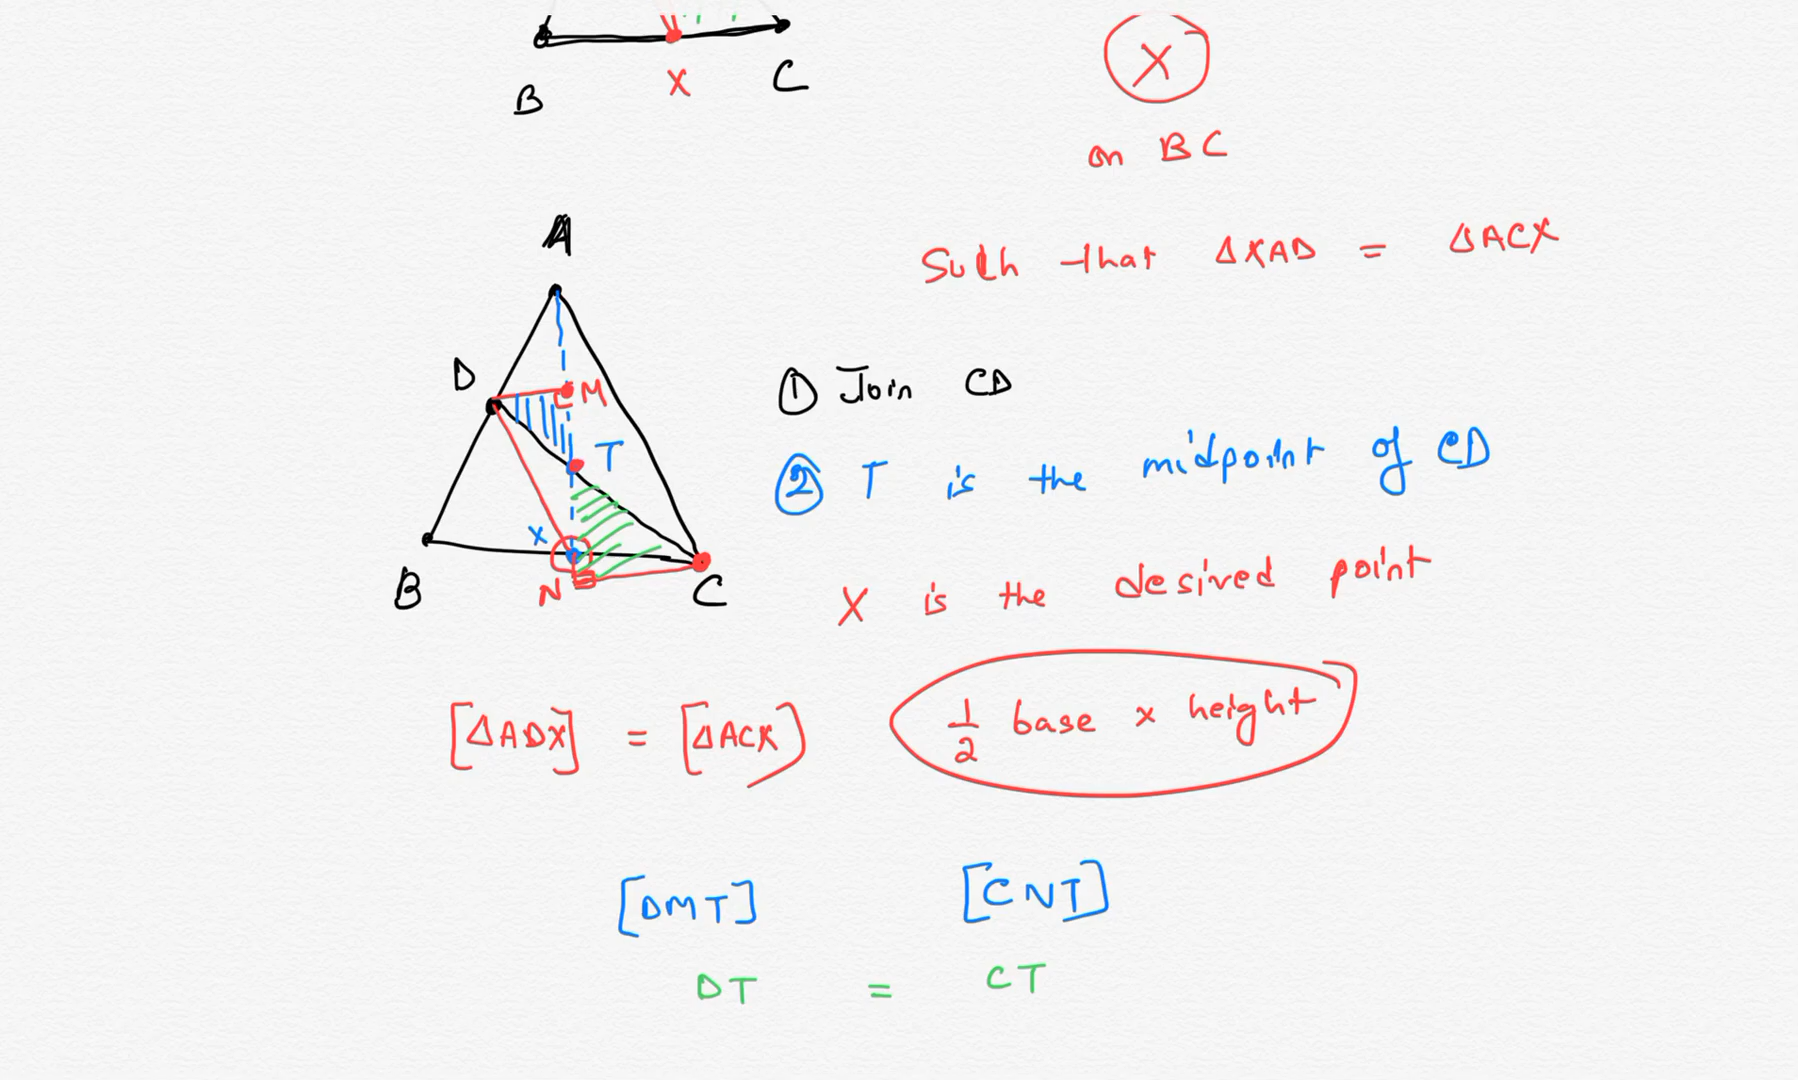 B X C
X
on BC
A
Such that ΔXAD = ΔACX
D M
① Join CD
T
② T is the midpoint of CD
X
B N C
X is the desired point
[ΔADX] = [ΔACX]
1/2 base x height
[DMT] [CNT]
DT = CT